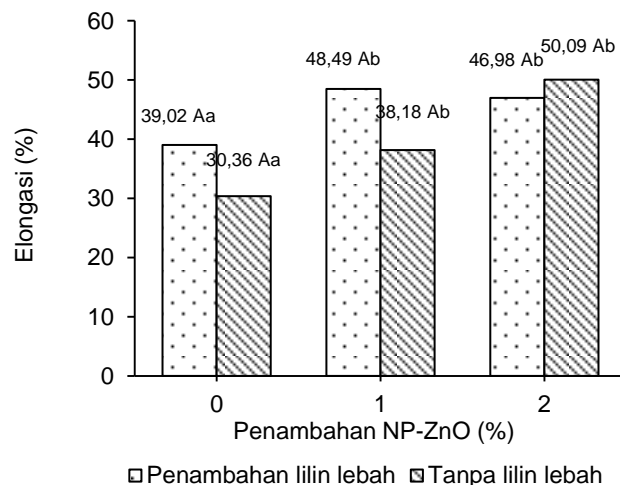 60
50
40
30
20
10
0
Elongasi (%)
39,02 Aa
30,36 Aa
48,49 Ab
38,18 Ab
46,98 Ab
50,09 Ab
0 1 2
Penambahan NP-ZnO (%)
Penambahan lilin lebah Tanpa lilin lebah